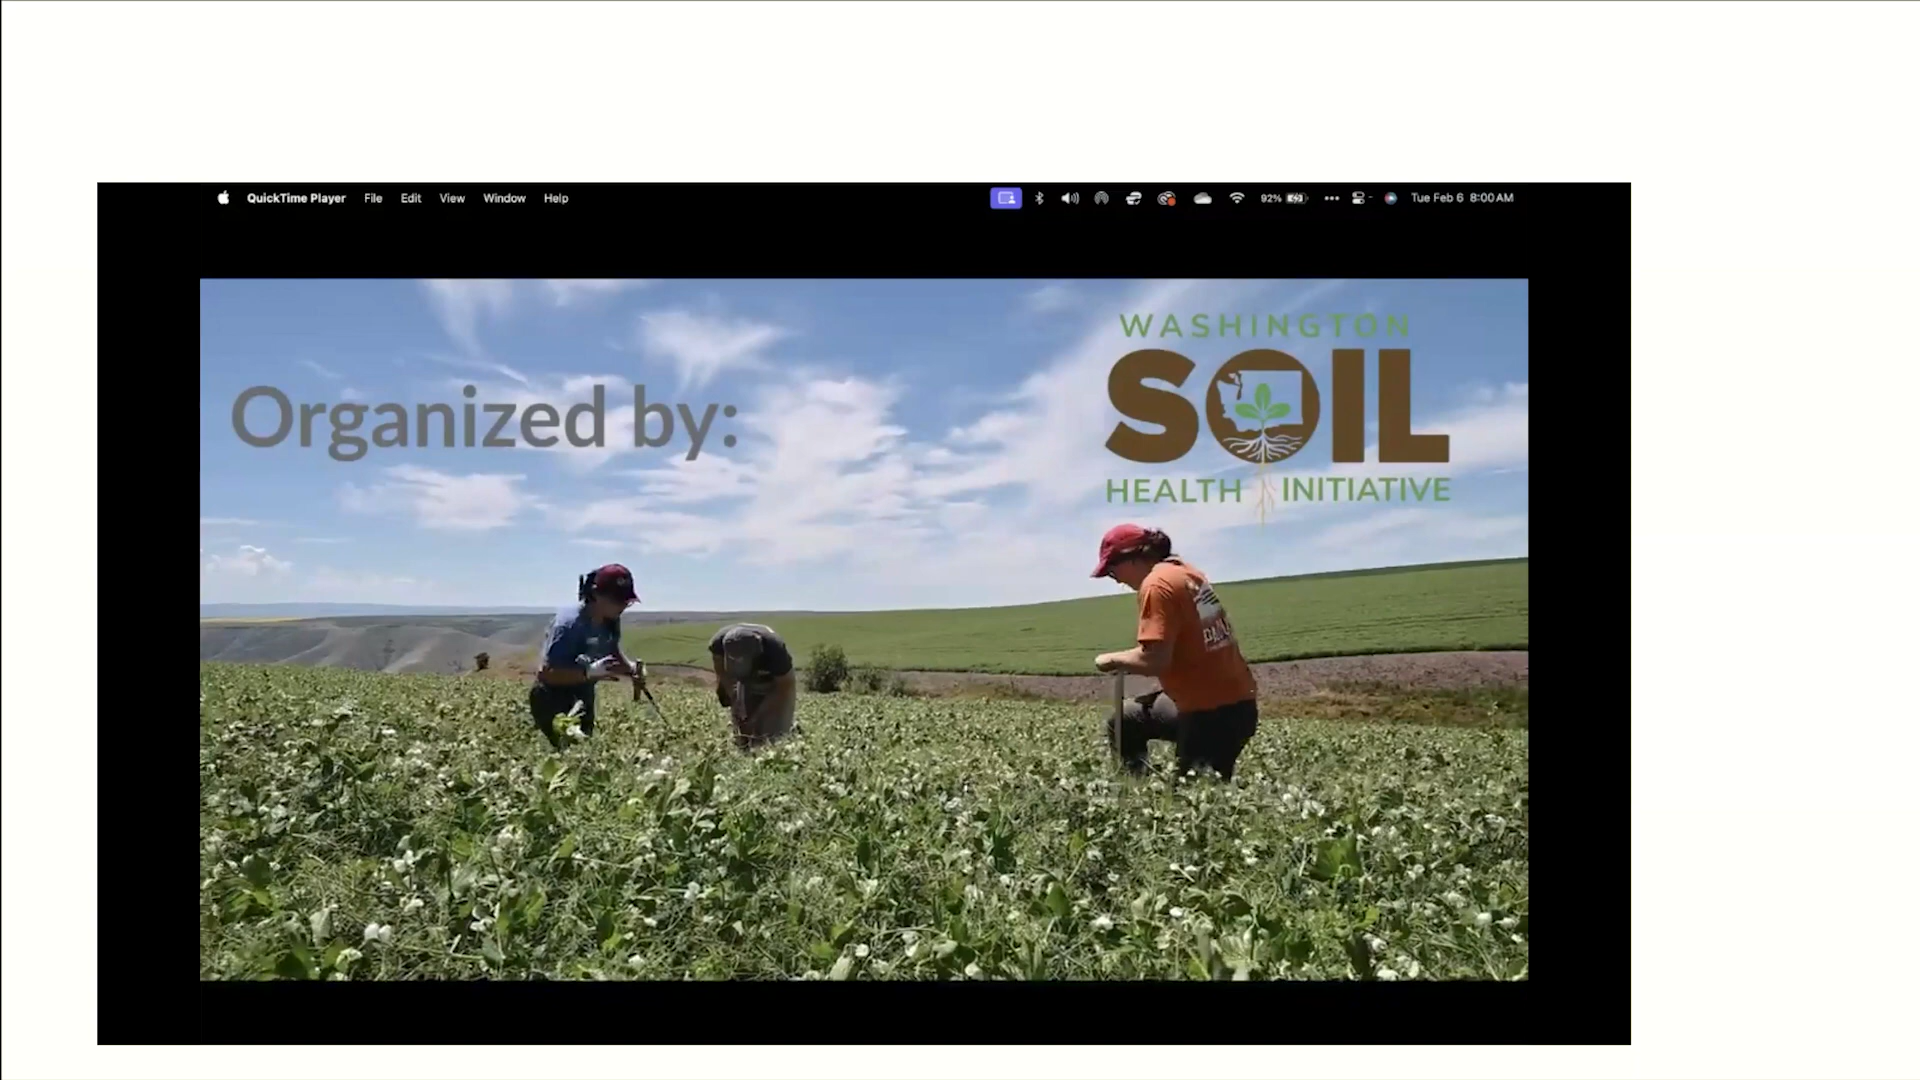 QuickTime Player File Edit View Window Help 92% Tue Feb 6 8:00 AM
Organized by:
WASHINGTON
SOIL
HEALTH INITIATIVE